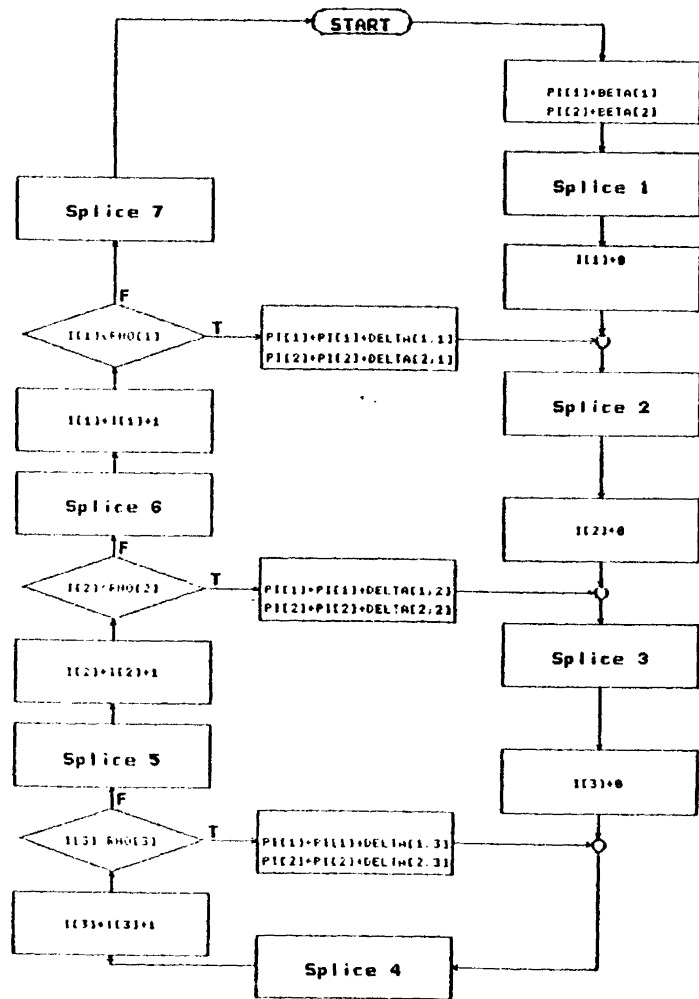 START
PI[1]←BETA[1]
PI[2]←BETA[2]
Splice 1
I[1]←0
Splice 2
I[2]←0
Splice 3
I[3]←0
Splice 4
I[3]←I[3]+1
I[3] RHO[3]
F
T
PI[1]←PI[1]+DELTA[1,3]
PI[2]←PI[2]+DELTA[2,3]
Splice 5
I[2]←I[2]+1
I[2]<RHO[2]
F
T
PI[1]←PI[1]+DELTA[1,2]
PI[2]←PI[2]+DELTA[2,2]
Splice 6
I[1]←I[1]+1
I[1]<RHO[1]
F
T
PI[1]←PI[1]+DELTA[1,1]
PI[2]←PI[2]+DELTA[2,1]
Splice 7